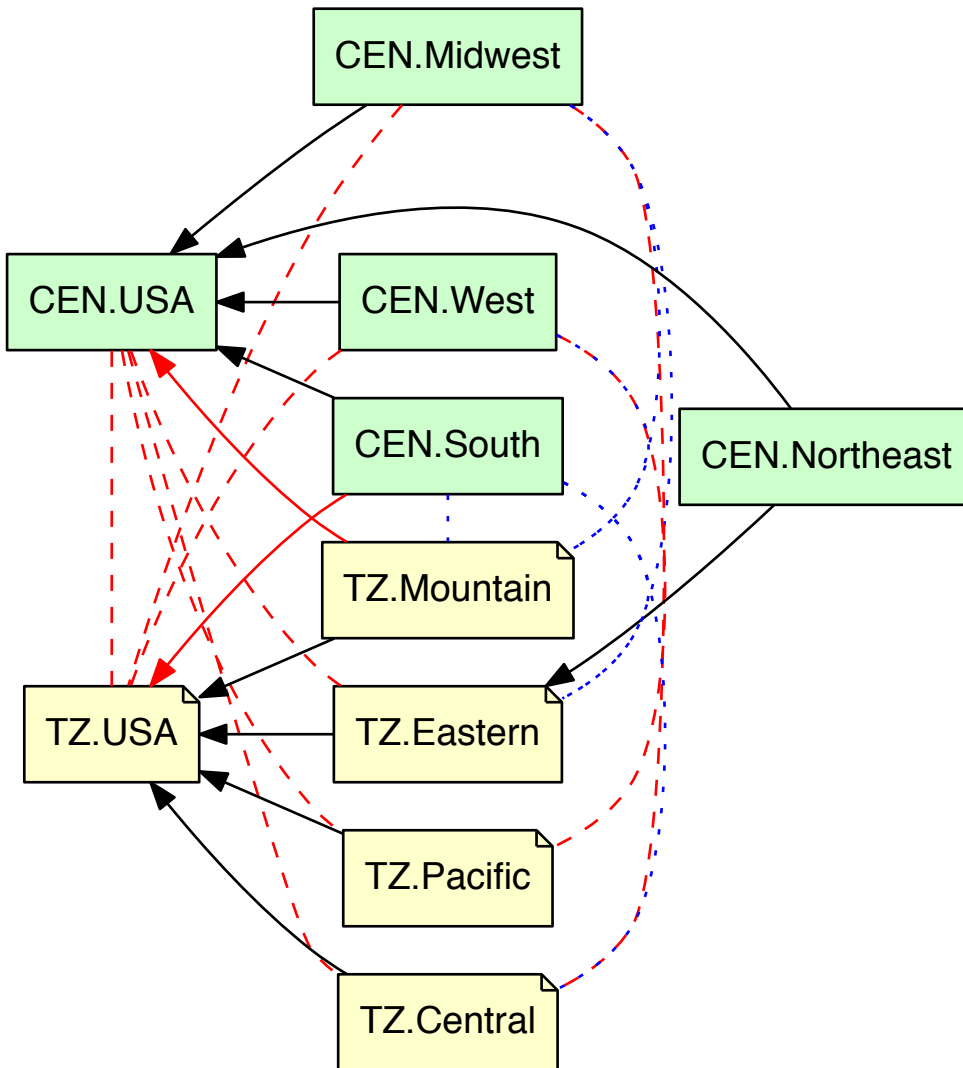 CEN.Midwest
CEN.USA
CEN.West
CEN.South
CEN.Northeast
TZ.Mountain
TZ.USA
TZ.Eastern
TZ.Pacific
TZ.Central